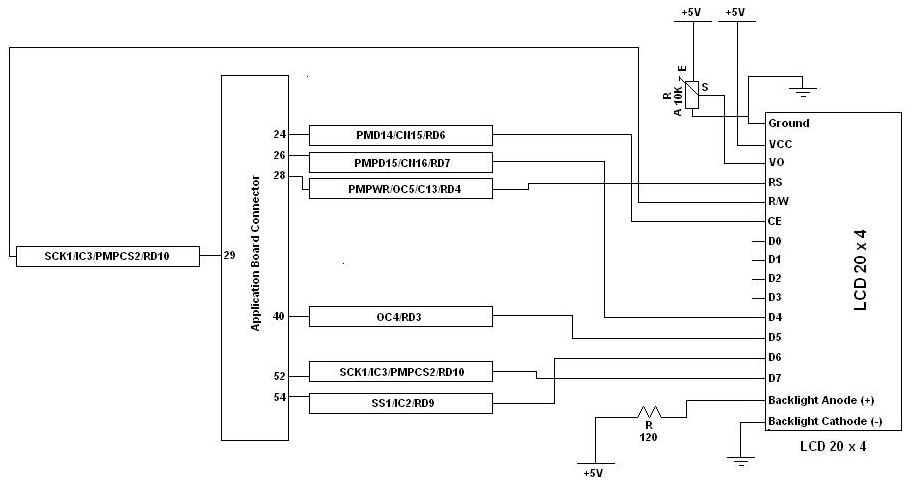 +5V
+5V
E
S
R
A 10K
Ground
VCC
VO
RS
R/W
CE
D0
D1
D2
D3
D4
D5
D6
D7
Backlight Anode (+)
Backlight Cathode (-)
LCD 20 x 4
LCD 20 x 4
24
PMD14/CN15/RD6
26
PMPD15/CN16/RD7
28
PMPWR/OC5/C13/RD4
SCK1/IC3/PMPCS2/RD10
29
Application Board Connector
40
OC4/RD3
52
SCK1/IC3/PMPCS2/RD10
54
SS1/IC2/RD9
R
120
+5V